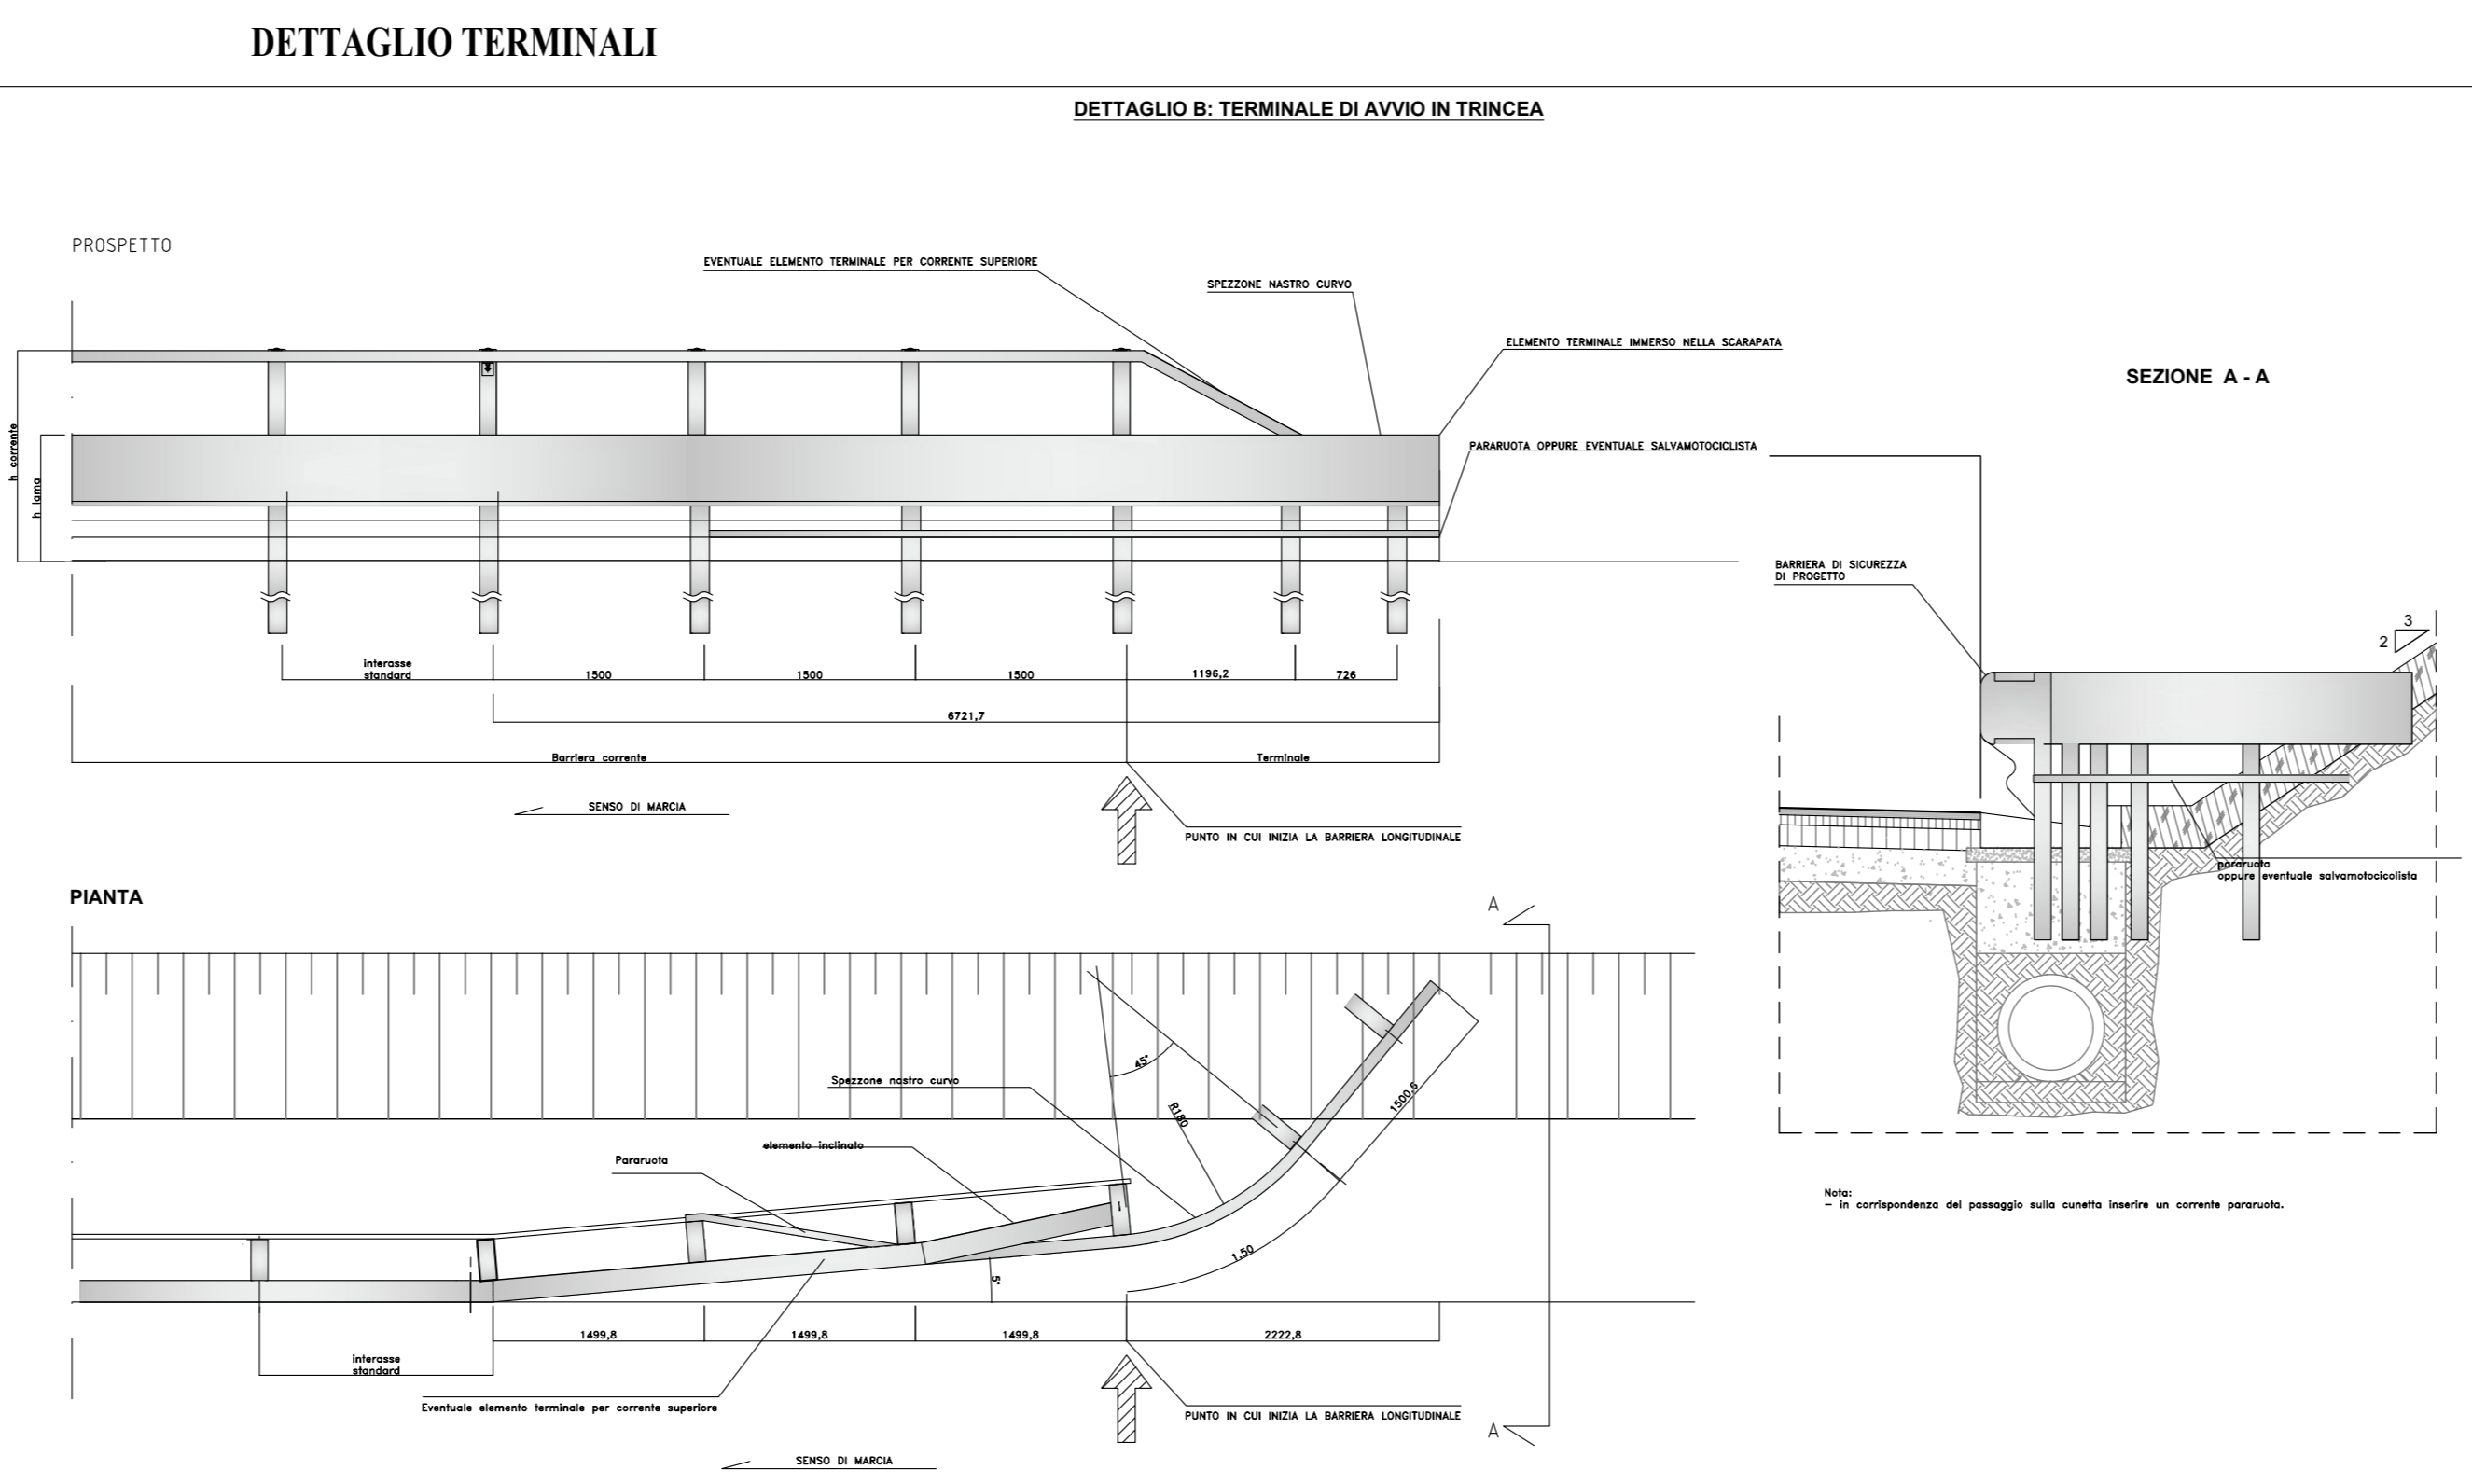 DETTAGLIO TERMINALI
DETTAGLIO B: TERMINALE DI AVVIO IN TRINCEA
PROSPETTO
EVENTUALE ELEMENTO TERMINALE PER CORRENTE SUPERIORE
SPEZZONE NASTRO CURVO
ELEMENTO TERMINALE IMMERSO NELLA SCARAPATA
PARARUOTA OPPURE EVENTUALE SALVAMOTOCICLISTA
h corrente
h lama
interasse
standard
1500
1500
1500
1196,2
726
6721,7
Barriera corrente
Terminale
SENSO DI MARCIA
PUNTO IN CUI INIZIA LA BARRIERA LONGITUDINALE
SEZIONE A - A
BARRIERA DI SICUREZZA
DI PROGETTO
3
2
pararuota
oppure eventuale salvamotocicolista
Nota:
– in corrispondenza del passaggio sulla cunetta inserire un corrente pararuota.
PIANTA
A
45°
Spezzone nastro curvo
R180
1500,6
elemento inclinato
Pararuota
1,50
5°
1499,8
1499,8
1499,8
2222,8
interasse
standard
Eventuale elemento terminale per corrente superiore
PUNTO IN CUI INIZIA LA BARRIERA LONGITUDINALE
A
SENSO DI MARCIA